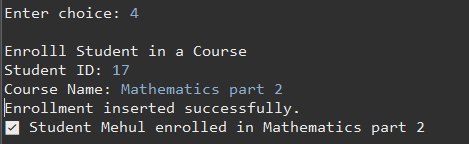 Enter choice: 4
Enrolll Student in a Course
Student ID: 17
Course Name: Mathematics part 2
Enrollment inserted successfully.
✅ Student Mehul enrolled in Mathematics part 2